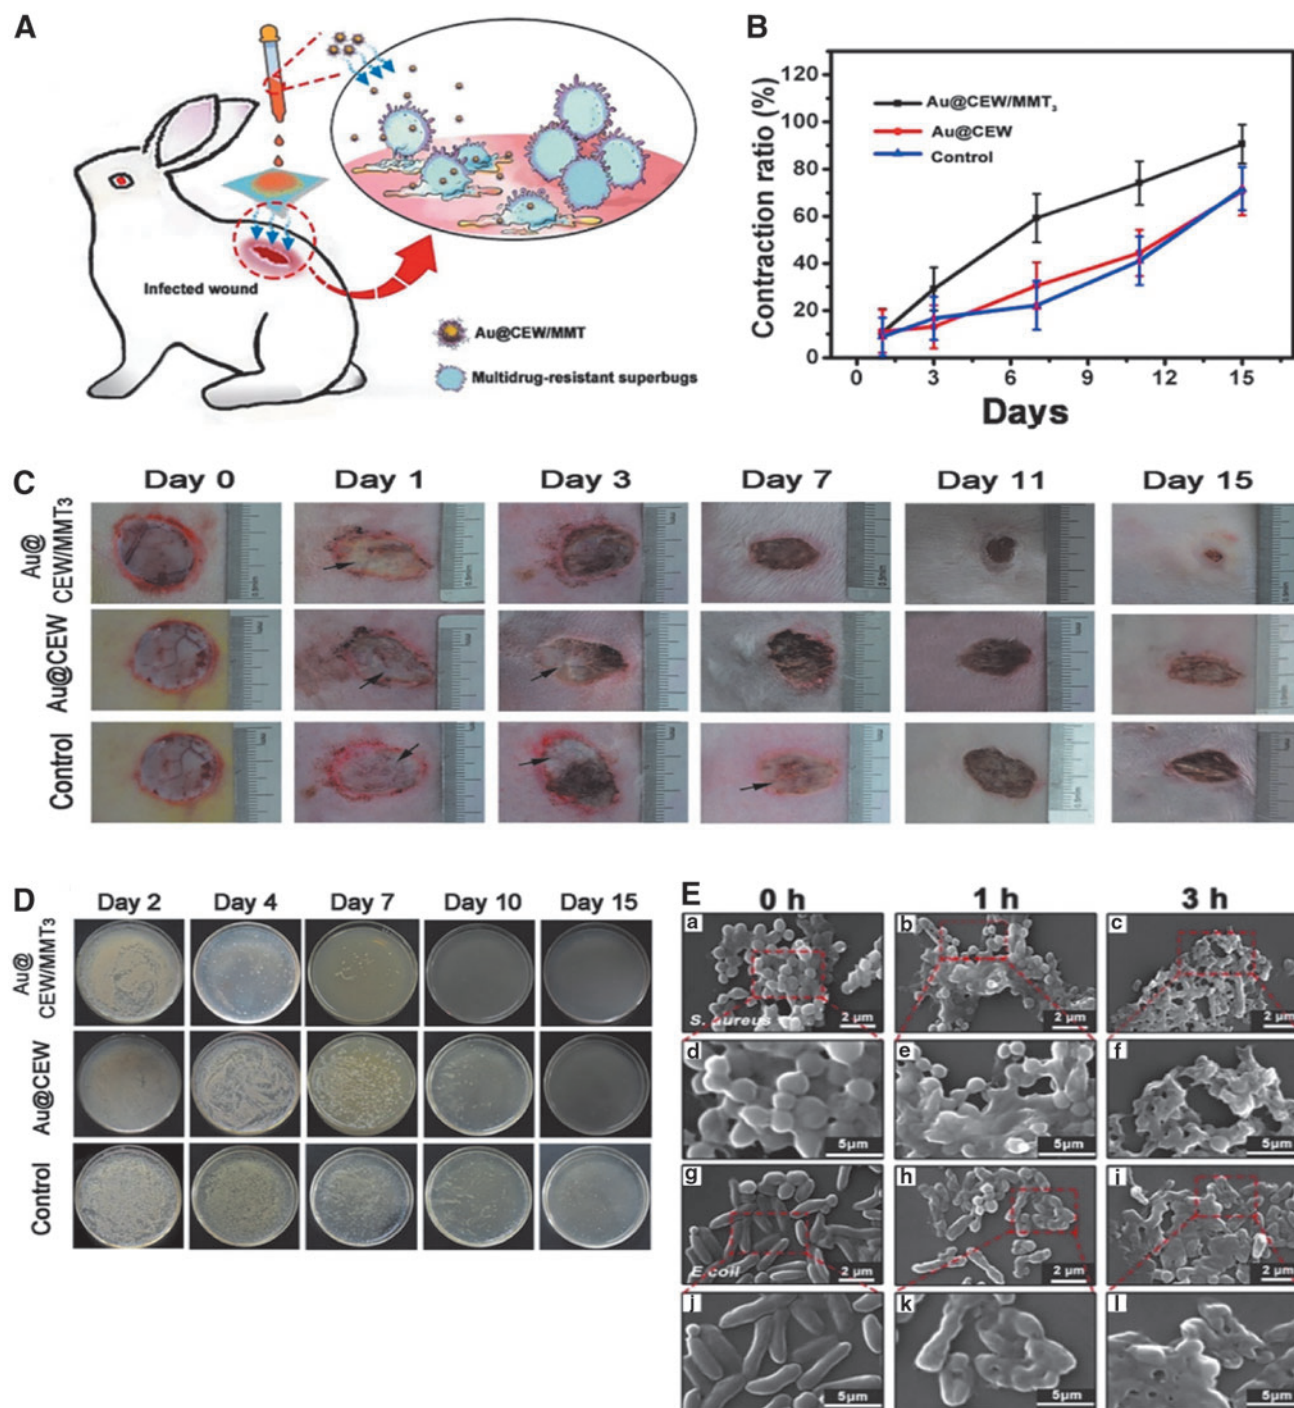 A
Infected wound
Au@CEW/MMT
Multidrug-resistant superbugs
B
Contraction ratio (%)
120
100
80
60
40
20
0
Au@CEW/MMT₃
Au@CEW
Control
0 3 6 9 12 15
Days
C
Day 0 Day 1 Day 3 Day 7 Day 11 Day 15
Au@
CEW/MMT₃
Au@CEW
Control
D
Day 2 Day 4 Day 7 Day 10 Day 15
Au@
CEW/MMT₃
Au@CEW
Control
E
0 h 1 h 3 h
a b c
S. aureus 2 µm 2 µm 2 µm
d e f
5µm 5µm 5µm
g h i
E coil 2 µm 2 µm 2 µm
j k l
5µm 5µm 5µm